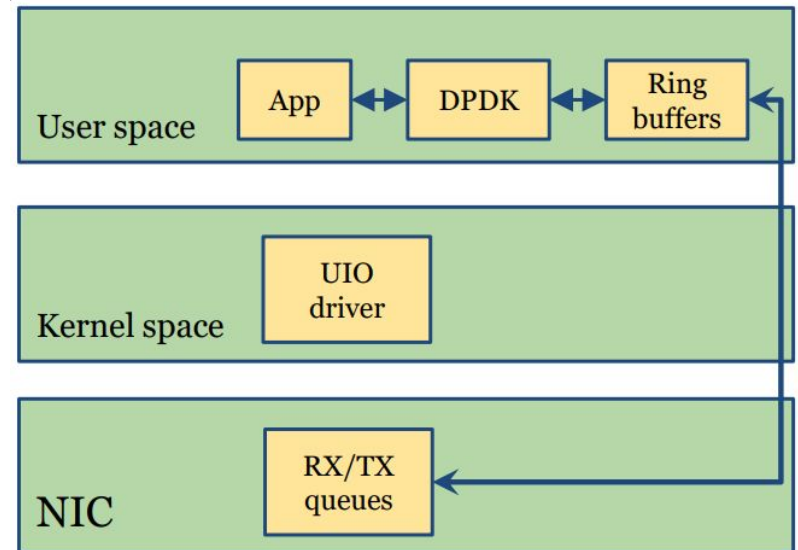 User space
App
DPDK
Ring
buffers
Kernel space
UIO
driver
NIC
RX/TX
queues